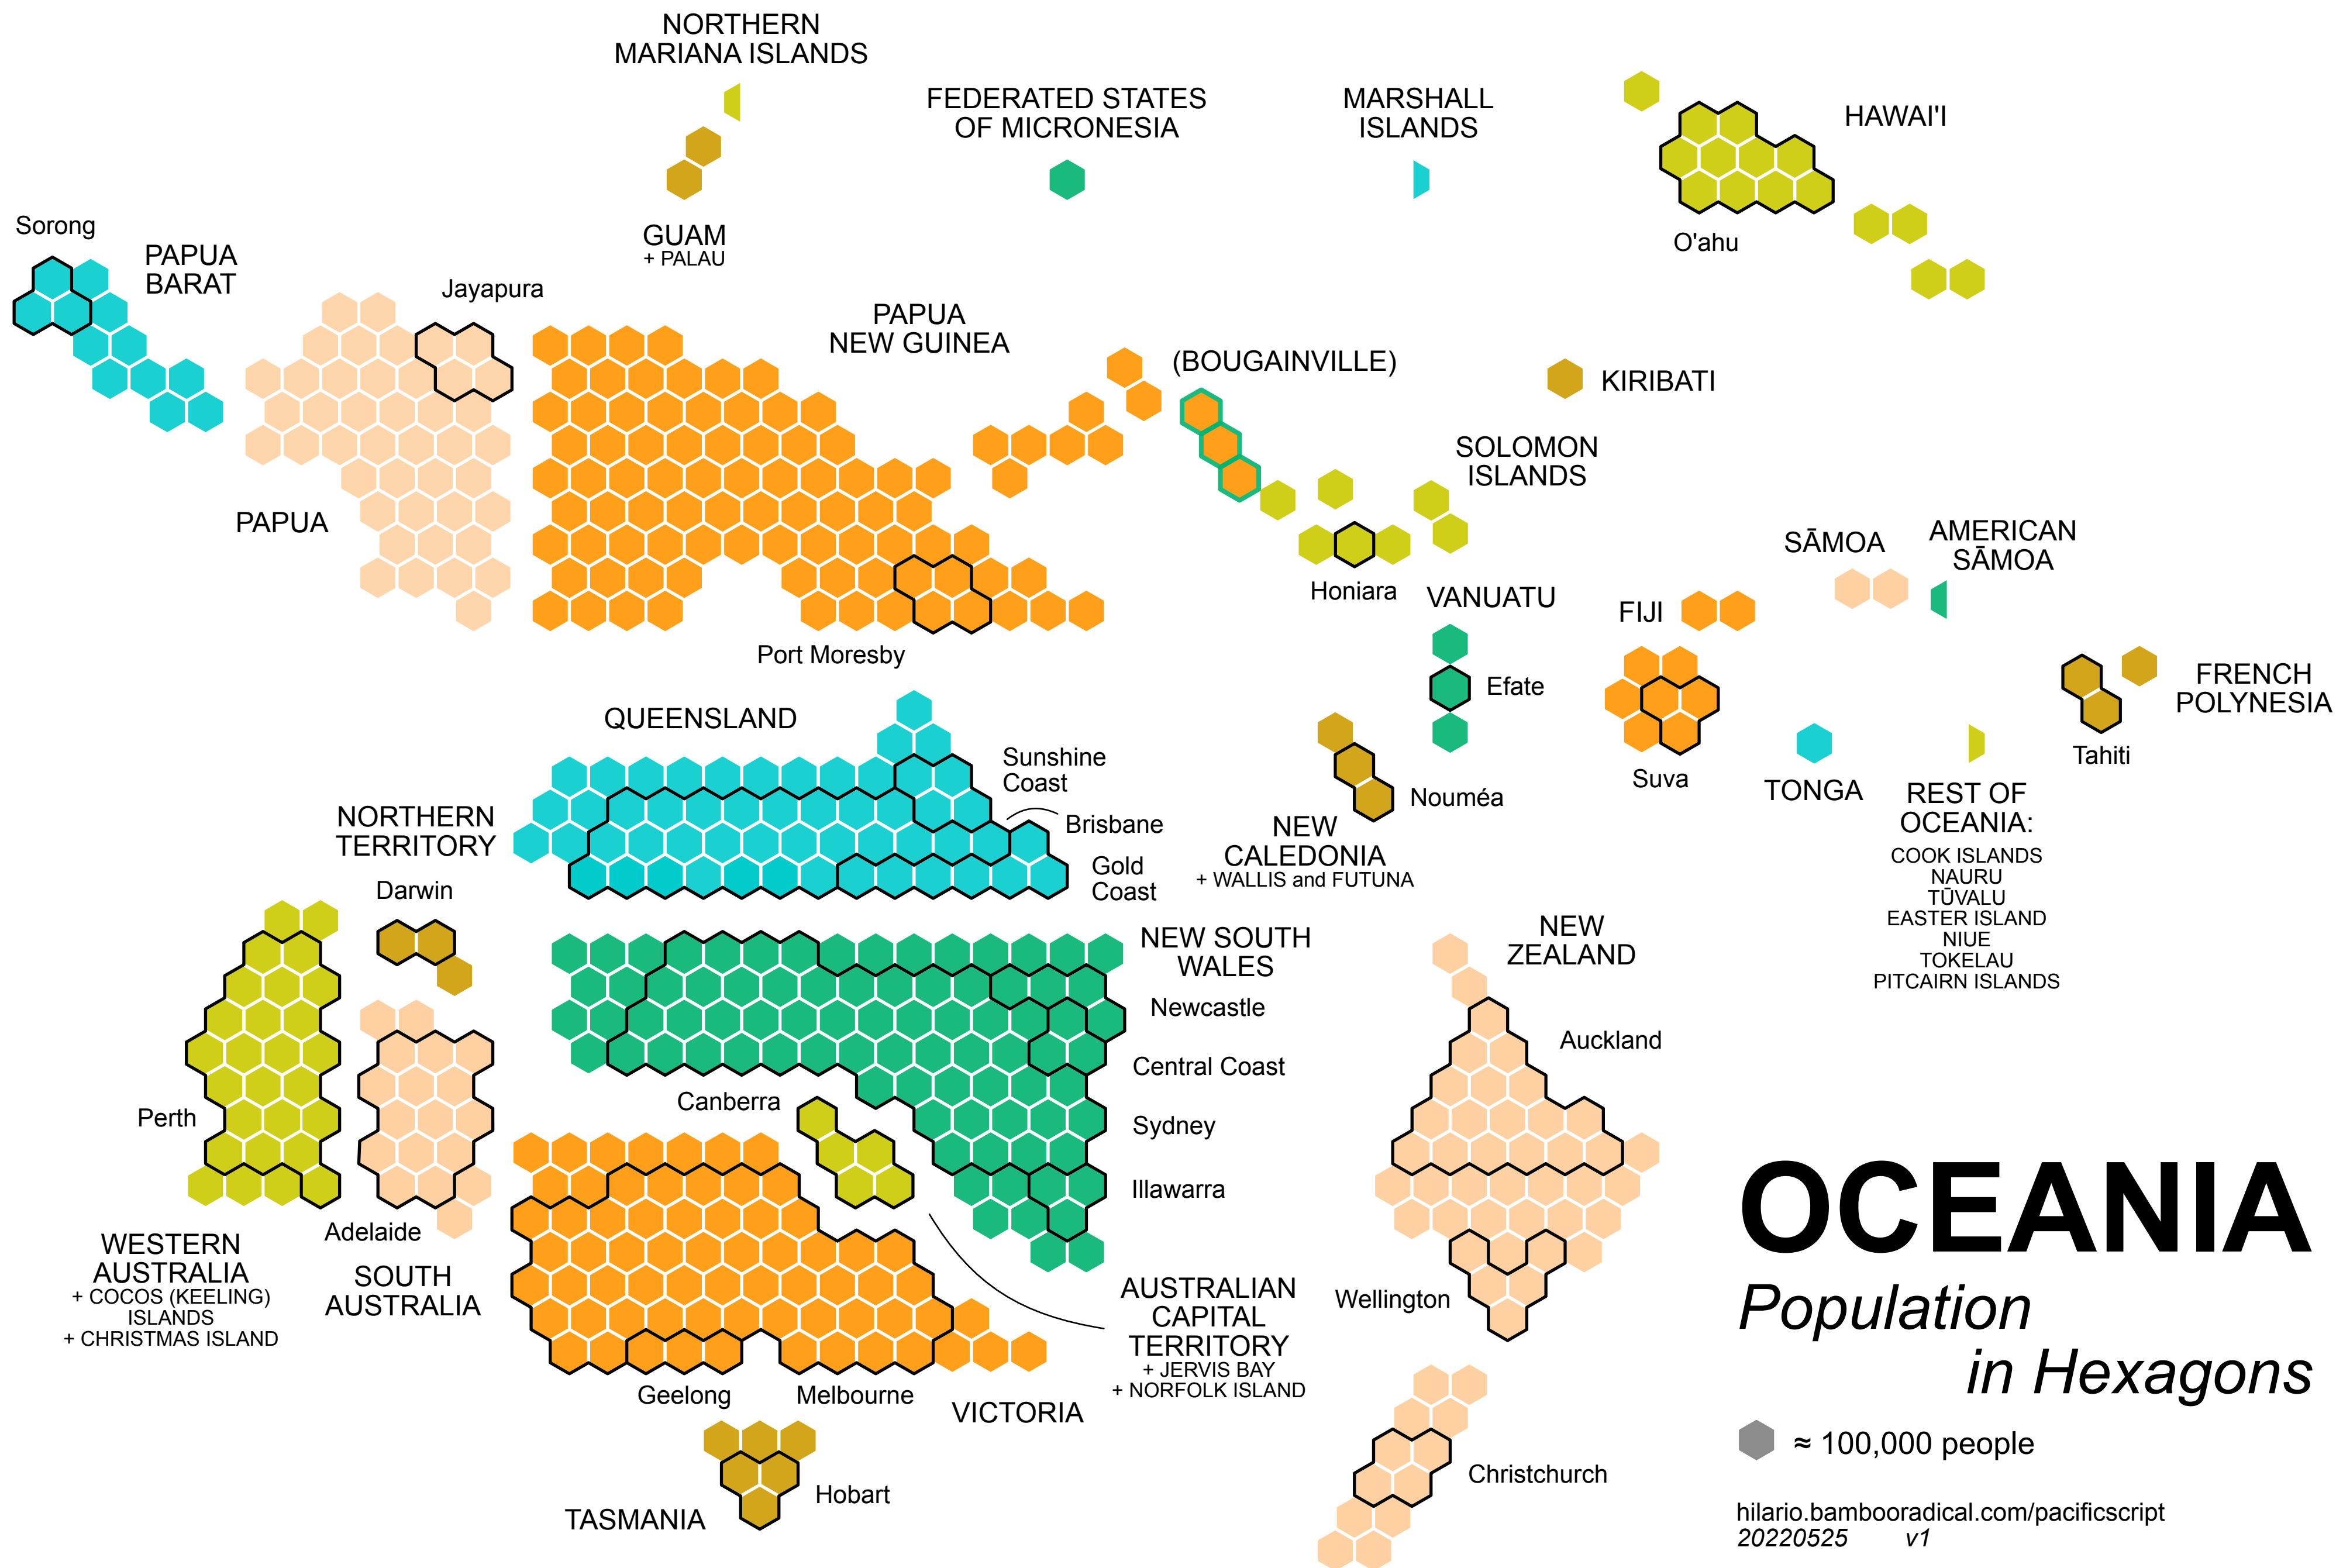 NORTHERN
MARIANA ISLANDS
FEDERATED STATES
OF MICRONESIA
MARSHALL
ISLANDS
HAWAI'I
O'ahu
GUAM
+ PALAU
Sorong
PAPUA
BARAT
Jayapura
PAPUA
NEW GUINEA
(BOUGAINVILLE)
KIRIBATI
SOLOMON
ISLANDS
PAPUA
Honiara
SĀMOA
AMERICAN
SĀMOA
VANUATU
Efate
FIJI
Suva
Port Moresby
FRENCH
POLYNESIA
Tahiti
TONGA
REST OF
OCEANIA:
COOK ISLANDS
NAURU
TŪVALU
EASTER ISLAND
NIUE
TOKELAU
PITCAIRN ISLANDS
QUEENSLAND
Sunshine
Coast
Brisbane
Gold
Coast
Nouméa
NEW
CALEDONIA
+ WALLIS and FUTUNA
NORTHERN
TERRITORY
Darwin
NEW SOUTH
WALES
Newcastle
Central Coast
Sydney
Illawarra
NEW
ZEALAND
Auckland
Wellington
Christchurch
Perth
WESTERN
AUSTRALIA
+ COCOS (KEELING)
ISLANDS
+ CHRISTMAS ISLAND
Adelaide
SOUTH
AUSTRALIA
Canberra
AUSTRALIAN
CAPITAL
TERRITORY
+ JERVIS BAY
+ NORFOLK ISLAND
Geelong
Melbourne
VICTORIA
TASMANIA
Hobart
OCEANIA
Population
in Hexagons
≈ 100,000 people
hilario.bambooradical.com/pacificscript
20220525 v1